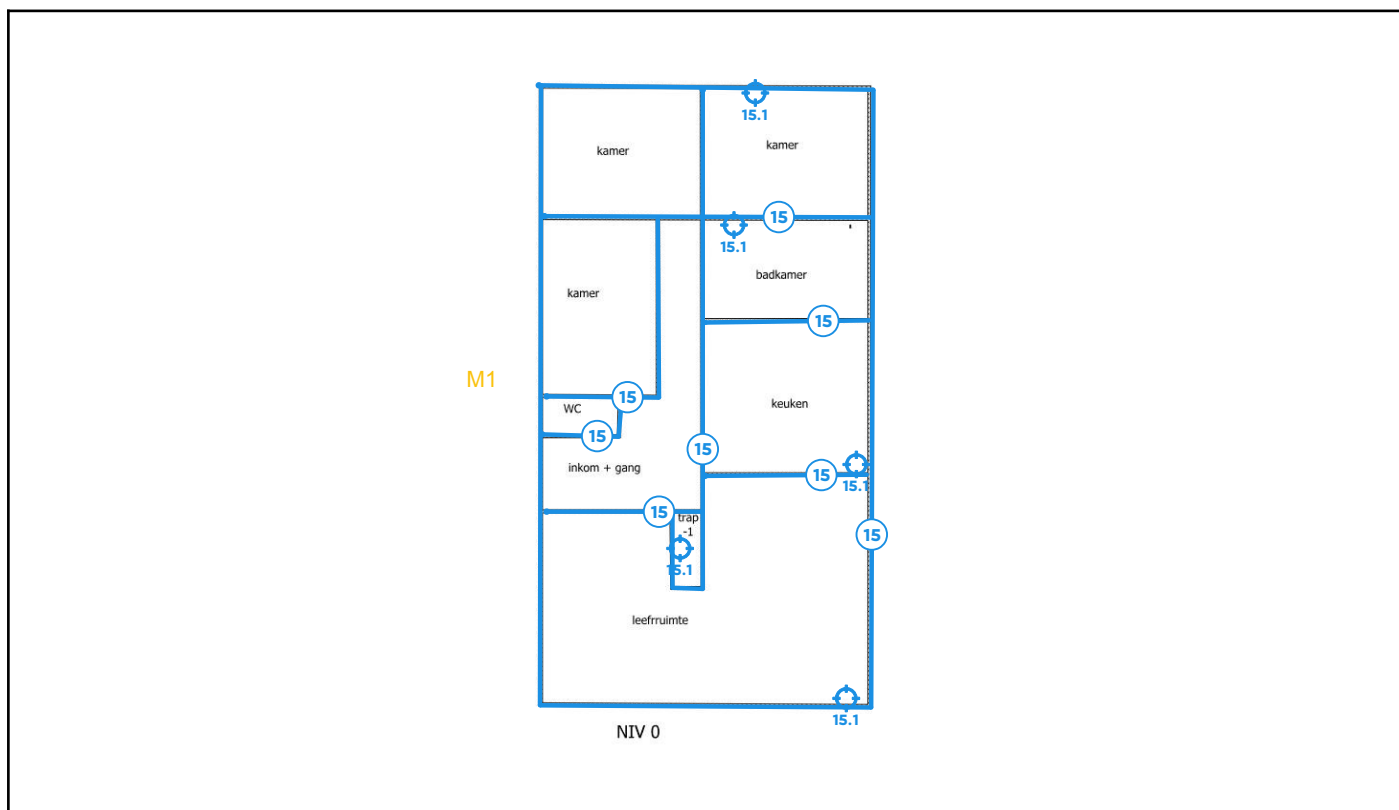 15.1
kamer
kamer
15
15.1
badkamer
kamer
15
M1
15
WC
keuken
15
15
inkom + gang
15
15.1
15
trap
-1
15
15.1
leefrruimte
15.1
NIV 0